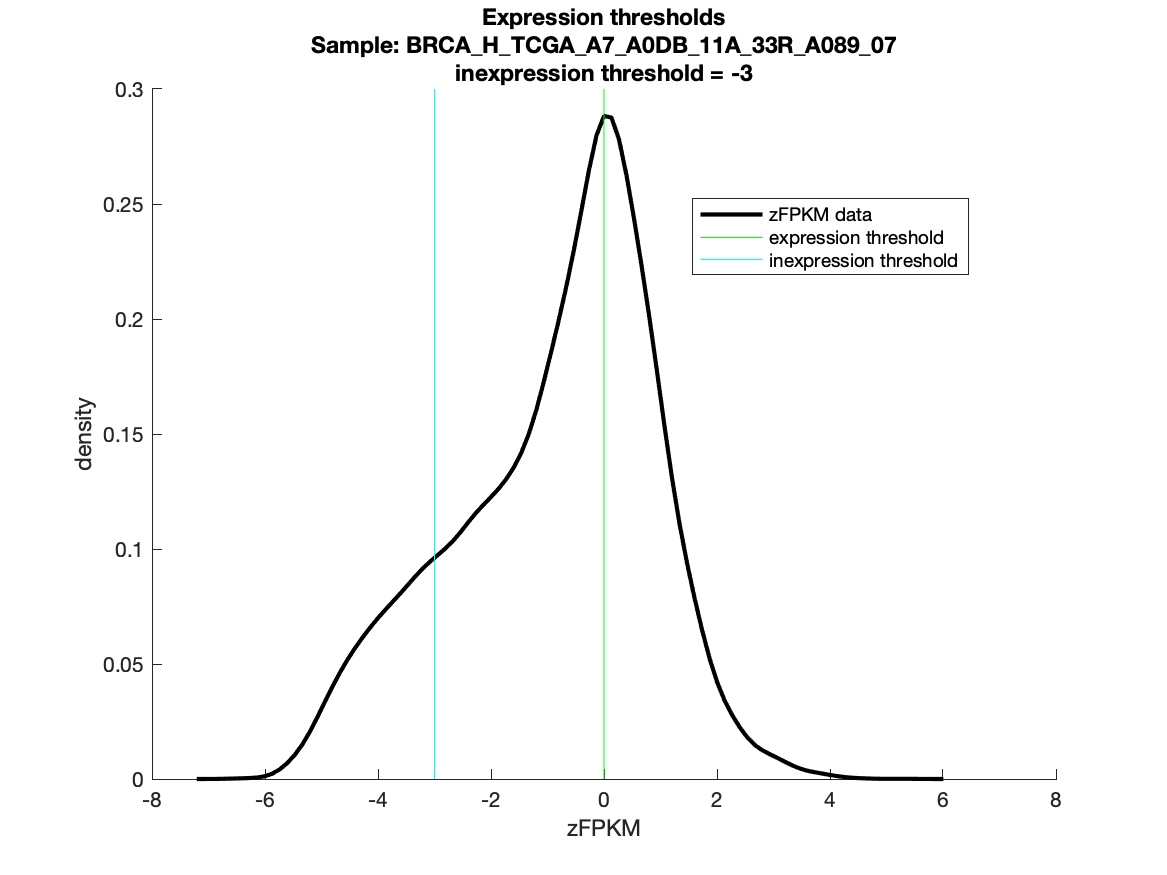 Expression thresholds
Sample: BRCA_H_TCGA_A7_A0DB_11A_33R_A089_07
inexpression threshold = -3
0.3
0.25
0.2
0.15
0.1
0.05
0
density
zFPKM data
expression threshold
inexpression threshold
-8 -6 -4 -2 0 2 4 6 8
zFPKM